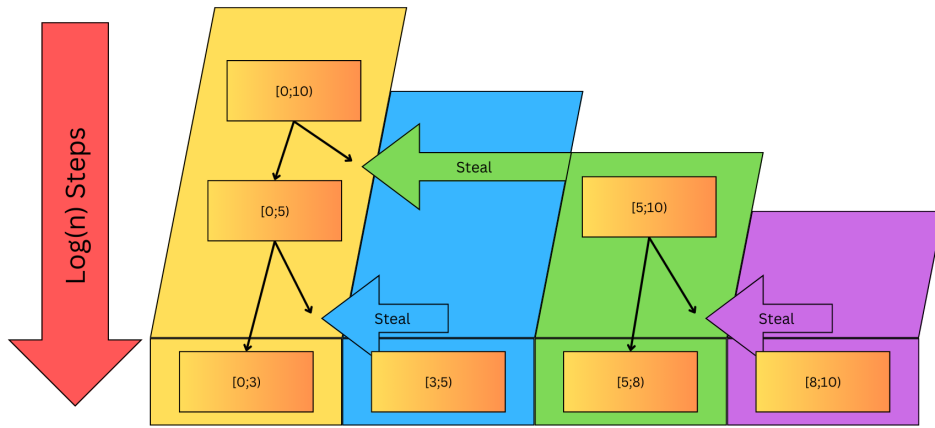 Log(n) Steps
[0;10)
Steal
[0;5)
[5;10)
Steal
Steal
[0;3)
[3;5)
[5;8)
[8;10)